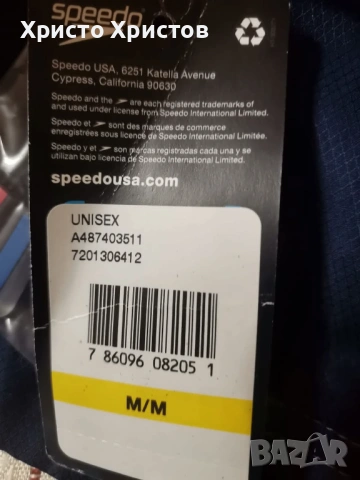 speedo
Христо Христов
Speedo USA, 6251 Katella Avenue
Cypress, California 90630
Speedo and the are each registered trademarks of
and used under license from Speedo International Limited.
Speedo et sont des marques de commerce
enregistrées sous licence de Speedo International Limitée.
Speedo y el son marcas registradas cada una y se
utilizan bajo licencia de Speedo International Limited.
speedousa.com
UNISEX
A487403511
7201306412
7 86096 08205 1
M/M
BAZAR